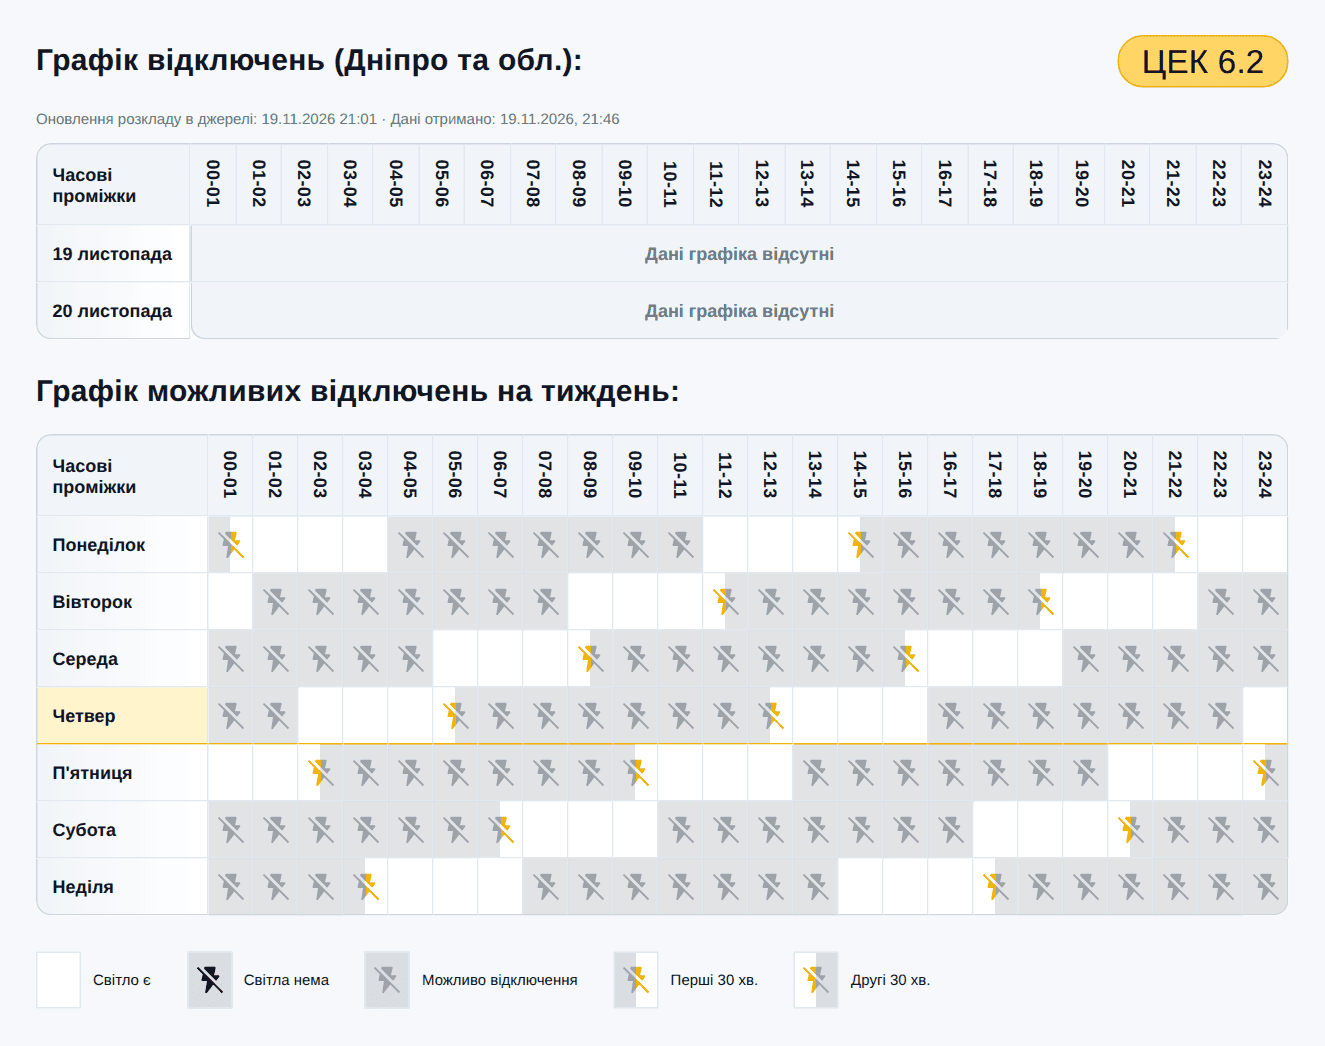 Графік відключень (Дніпро та обл.):
ЦЕК 6.2
Оновлення розкладу в джерелі: 19.11.2026 21:01 · Дані отримано: 19.11.2026, 21:46
Часові проміжки 00-01 01-02 02-03 03-04 04-05 05-06 06-07 07-08 08-09 09-10 10-11 11-12 12-13 13-14 14-15 15-16 16-17 17-18 18-19 19-20 20-21 21-22 22-23 23-24
19 листопада Дані графіка відсутні
20 листопада Дані графіка відсутні
Графік можливих відключень на тиждень:
Часові проміжки 00-01 01-02 02-03 03-04 04-05 05-06 06-07 07-08 08-09 09-10 10-11 11-12 12-13 13-14 14-15 15-16 16-17 17-18 18-19 19-20 20-21 21-22 22-23 23-24
Понеділок
Вівторок
Середа
Четвер
П'ятниця
Субота
Неділя
Світло є Світла нема Можливо відключення Перші 30 хв. Другі 30 хв.